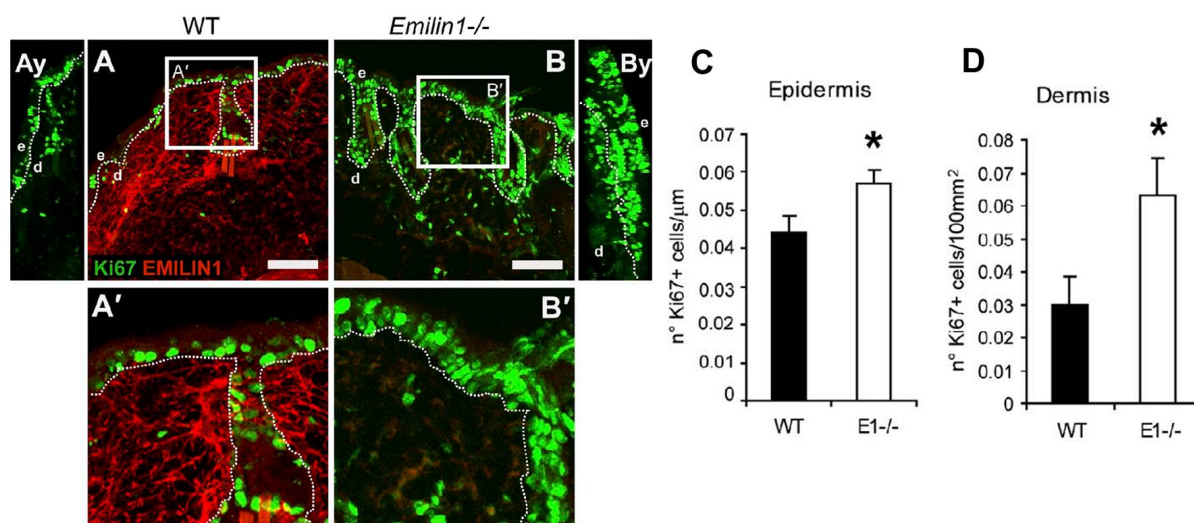 WT
Emilin1-/-
Ay
e
d
A
A′
e
d
Ki67 EMILIN1
B
e
B′
d
By
e
d
A′
B′
C
Epidermis
n° Ki67+ cells/µm
0.07
0.06
0.05
0.04
0.03
0.02
0.01
0
*
WT
E1-/-
D
Dermis
n° Ki67+ cells/100mm²
0.08
0.07
0.06
0.05
0.04
0.03
0.02
0.01
0
*
WT
E1-/-